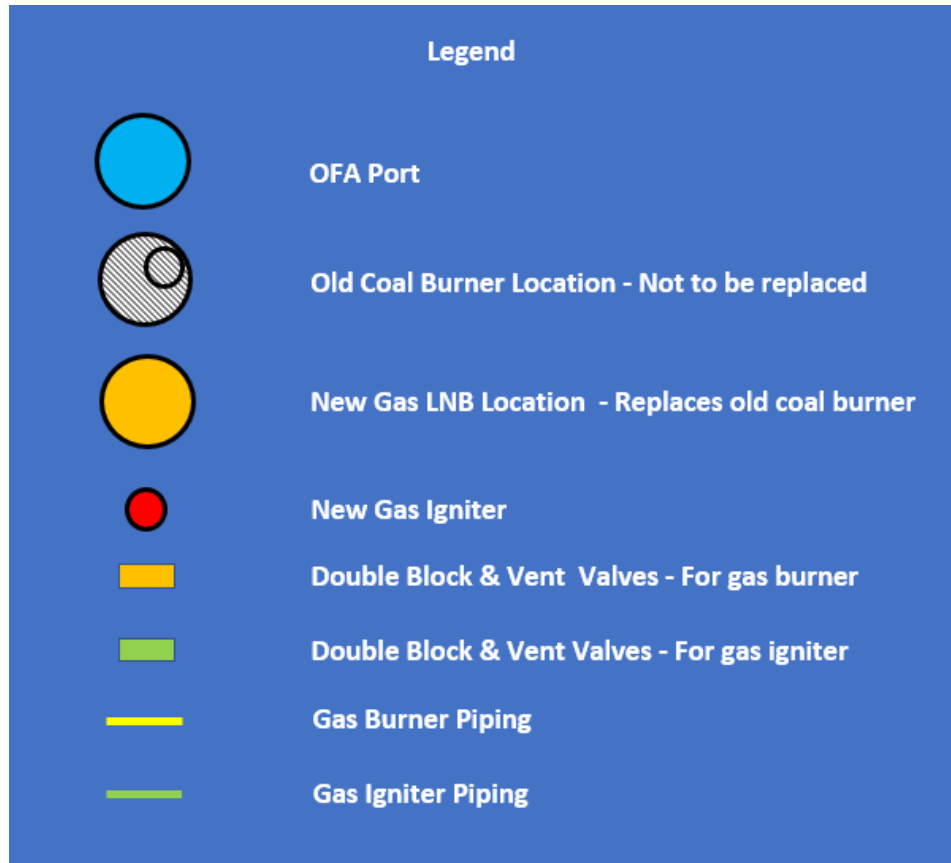 Legend
OFA Port
Old Coal Burner Location - Not to be replaced
New Gas LNB Location  - Replaces old coal burner
New Gas Igniter
Double Block & Vent  Valves - For gas burner
Double Block & Vent Valves - For gas igniter
Gas Burner Piping
Gas Igniter Piping